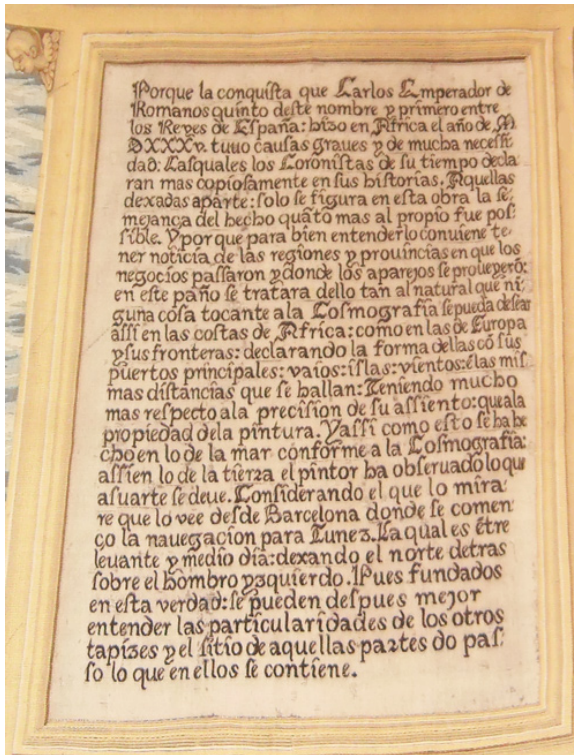 Porque la conquista que Carlos Emperador de
Romanos quinto deste nombre y primero entre
los Reyes de España: hizo en Africa el año de M
DXXXv. tuuo causas graues y de mucha necessi
dad: Lasquales los Coronistas de su tiempo decla
ran mas copiosamente en sus historias. Aquellas
dexadas aparte: solo se figura en esta obra la se
mejança del hecho quãto mas al propio fue pos
sible. Y porque para bien entenderlo conuiene te
ner noticia de las regiones y prouincias en que los
negocios passaron y donde los aparejos se proueyerõ:
en este paño se tratara dello tan al natural que nĩ
guna cosa tocante ala Cosmografia se pueda desear
assi en las costas de Africa: como en las de Europa
y sus fronteras: declarando la forma dellas cõ sus
puertos principales: vaios: islas: vientos: ẽ las mis
mas distancias que se hallan: Teniendo mucho
mas respecto ala precision de su assiento: que ala
propiedad dela pintura. Y assi como esto se ha he
cho en lo de la mar conforme a la Cosmografia:
assi en lo de la tierra el pintor ha obseruado lo que
a su arte se deue. Considerando el que lo mira
re que lo vee desde Barcelona donde se comen
ço la nauegacion para Tunez. La qual es ẽtre
leuante y medio dia: dexando el norte detras
sobre el hombro yzquierdo. Pues fundados
en esta verdad: se pueden despues mejor
entender las particularidades de los otros
tapizes y el sitio de aquellas partes do pas
so lo que en ellos se contiene.